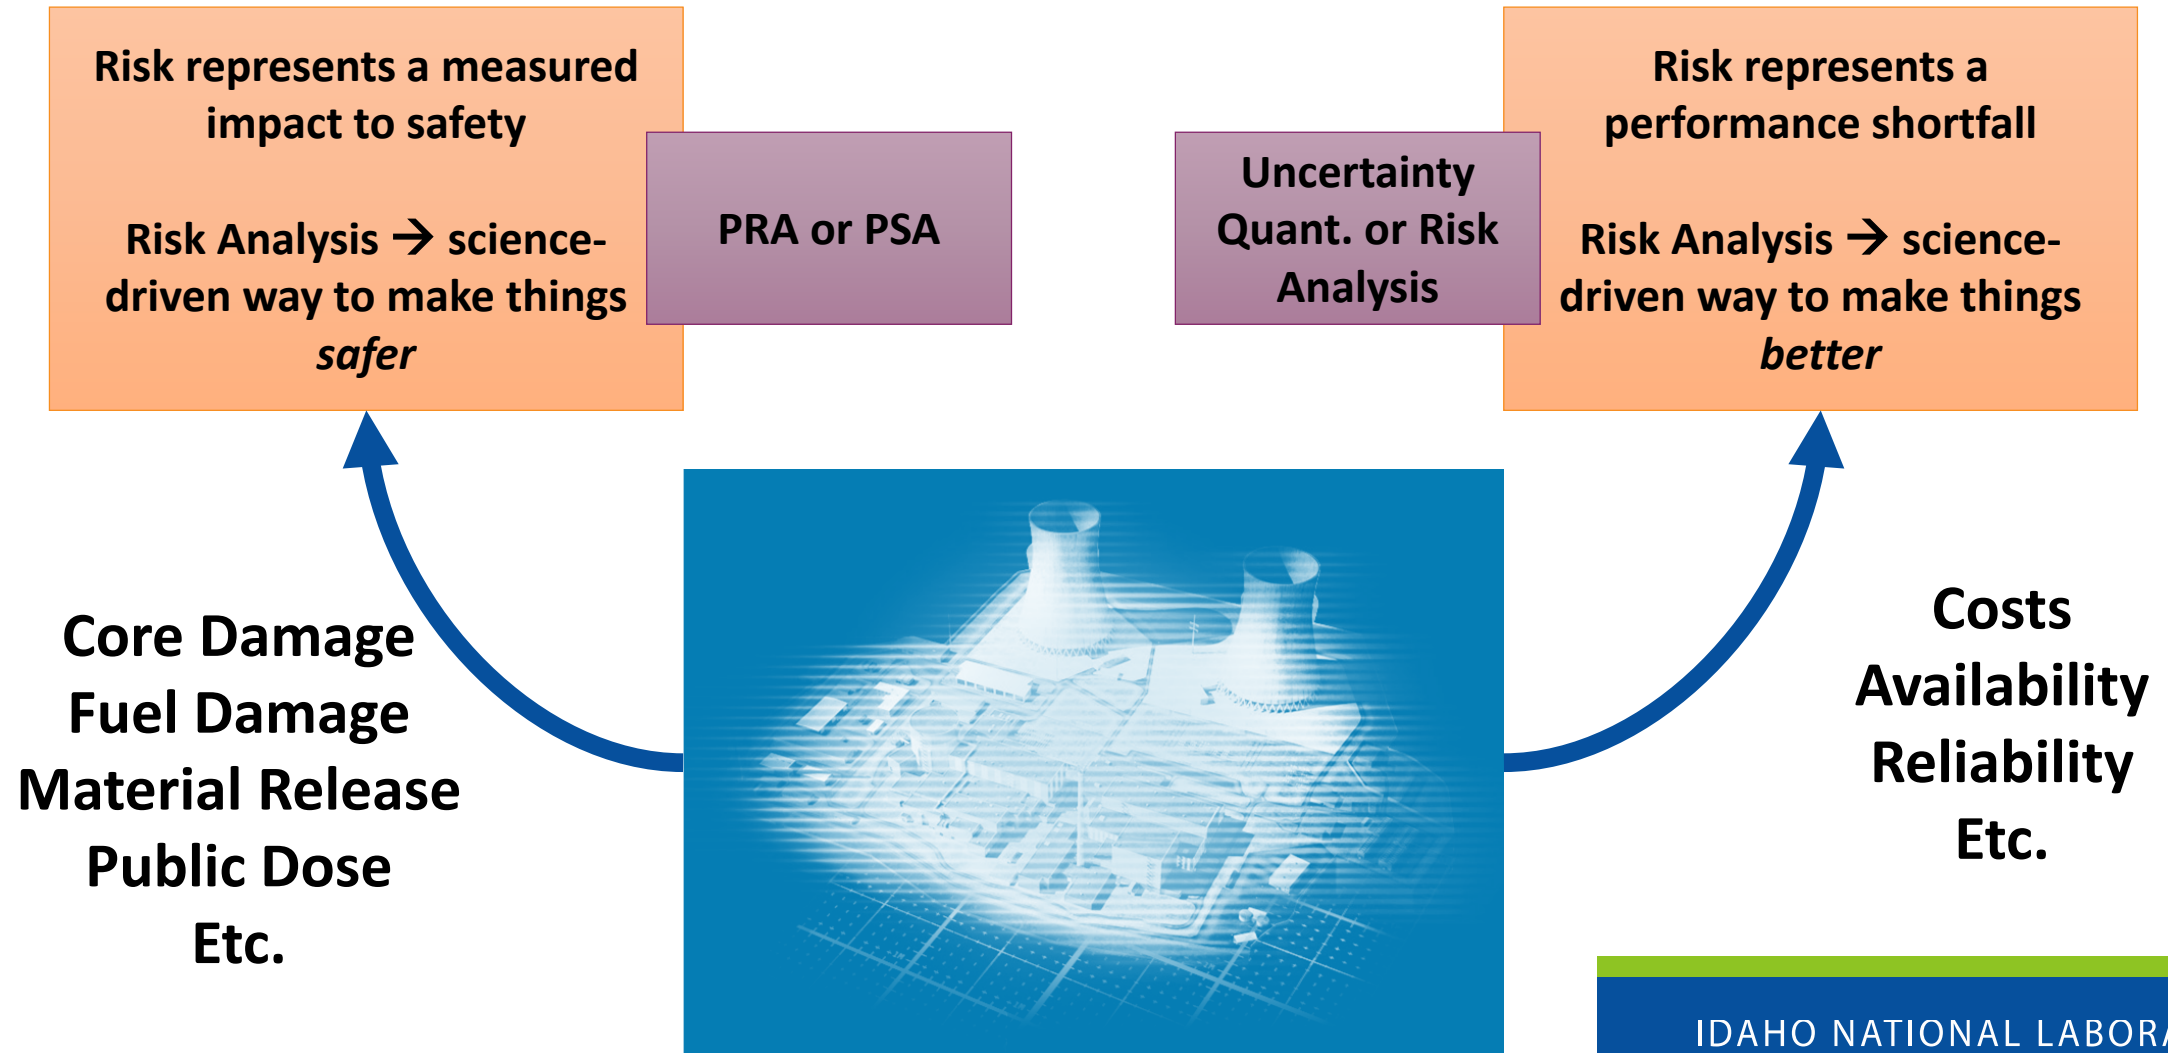 Risk represents a measured
impact to safety
Risk Analysis → science-
driven way to make things
safer
PRA or PSA
Uncertainty
Quant. or Risk
Analysis
Risk represents a
performance shortfall
Risk Analysis → science-
driven way to make things
better
Core Damage
Fuel Damage
Material Release
Public Dose
Etc.
Costs
Availability
Reliability
Etc.
IDAHO NATIONAL LABORA